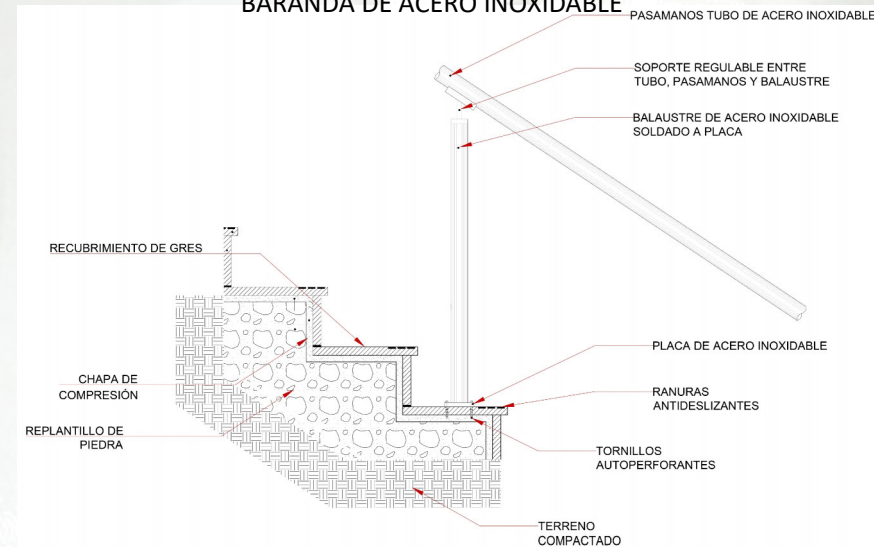 BARANDA DE ACERO INOXIDABLE
PASAMANOS TUBO DE ACERO INOXIDABLE
SOPORTE REGULABLE ENTRE
TUBO, PASAMANOS Y BALAUSTRE
BALAUSTRE DE ACERO INOXIDABLE
SOLDADO A PLACA
RECUBRIMIENTO DE GRES
PLACA DE ACERO INOXIDABLE
CHAPA DE
COMPRESIÓN
RANURAS
ANTIDESLIZANTES
REPLANTILLO DE
PIEDRA
TORNILLOS
AUTOPERFORANTES
TERRENO
COMPACTADO